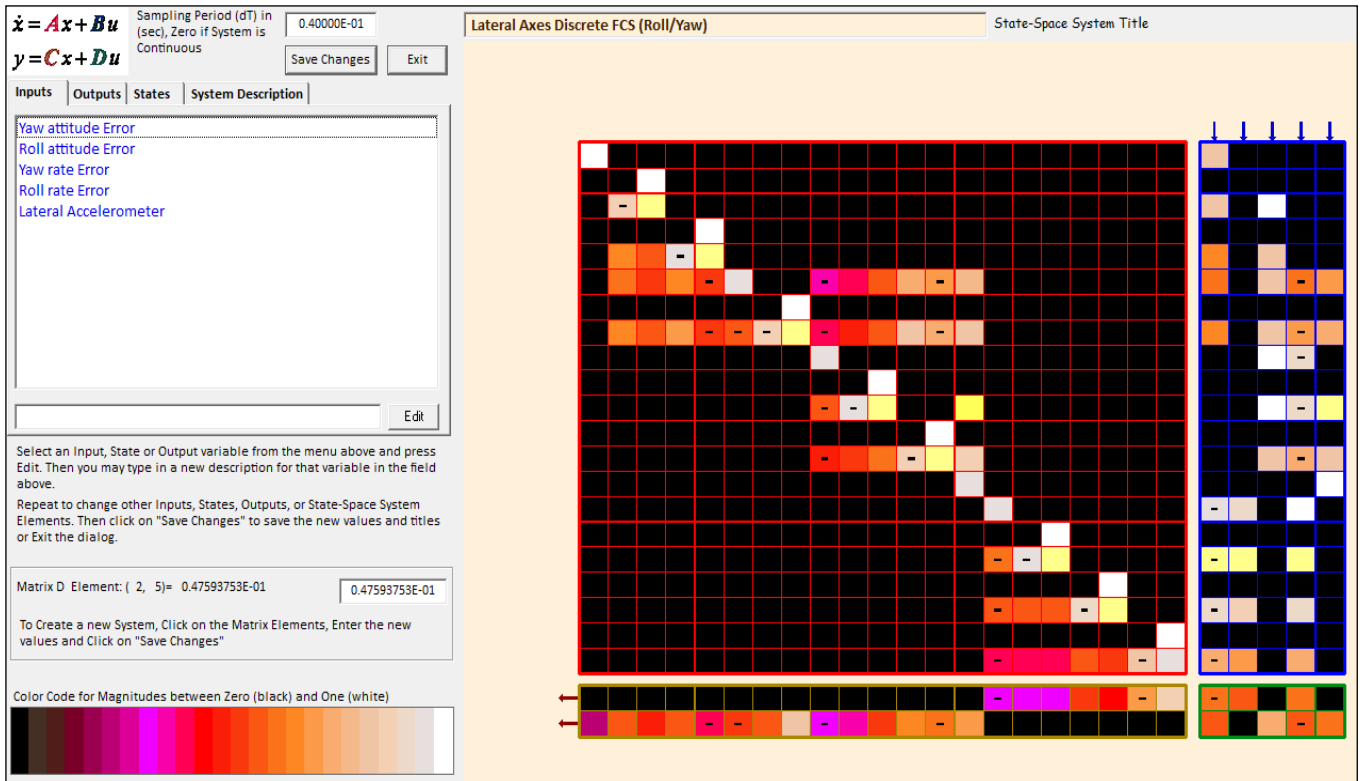 ẋ = Ax + Bu
y = Cx + Du
Sampling Period (dT) in
(sec), Zero if System is
Continuous
0.40000E-01
Save Changes
Exit
Lateral Axes Discrete FCS (Roll/Yaw)
State-Space System Title
Inputs
Outputs
States
System Description
Yaw attitude Error
Roll attitude Error
Yaw rate Error
Roll rate Error
Lateral Accelerometer
Edit
Select an Input, State or Output variable from the menu above and press
Edit. Then you may type in a new description for that variable in the field
above.
Repeat to change other Inputs, States, Outputs, or State-Space System
Elements. Then click on "Save Changes" to save the new values and titles
or Exit the dialog.
Matrix D Element: ( 2, 5)= 0.47593753E-01
0.47593753E-01
To Create a new System, Click on the Matrix Elements, Enter the new
values and Click on "Save Changes"
Color Code for Magnitudes between Zero (black) and One (white)